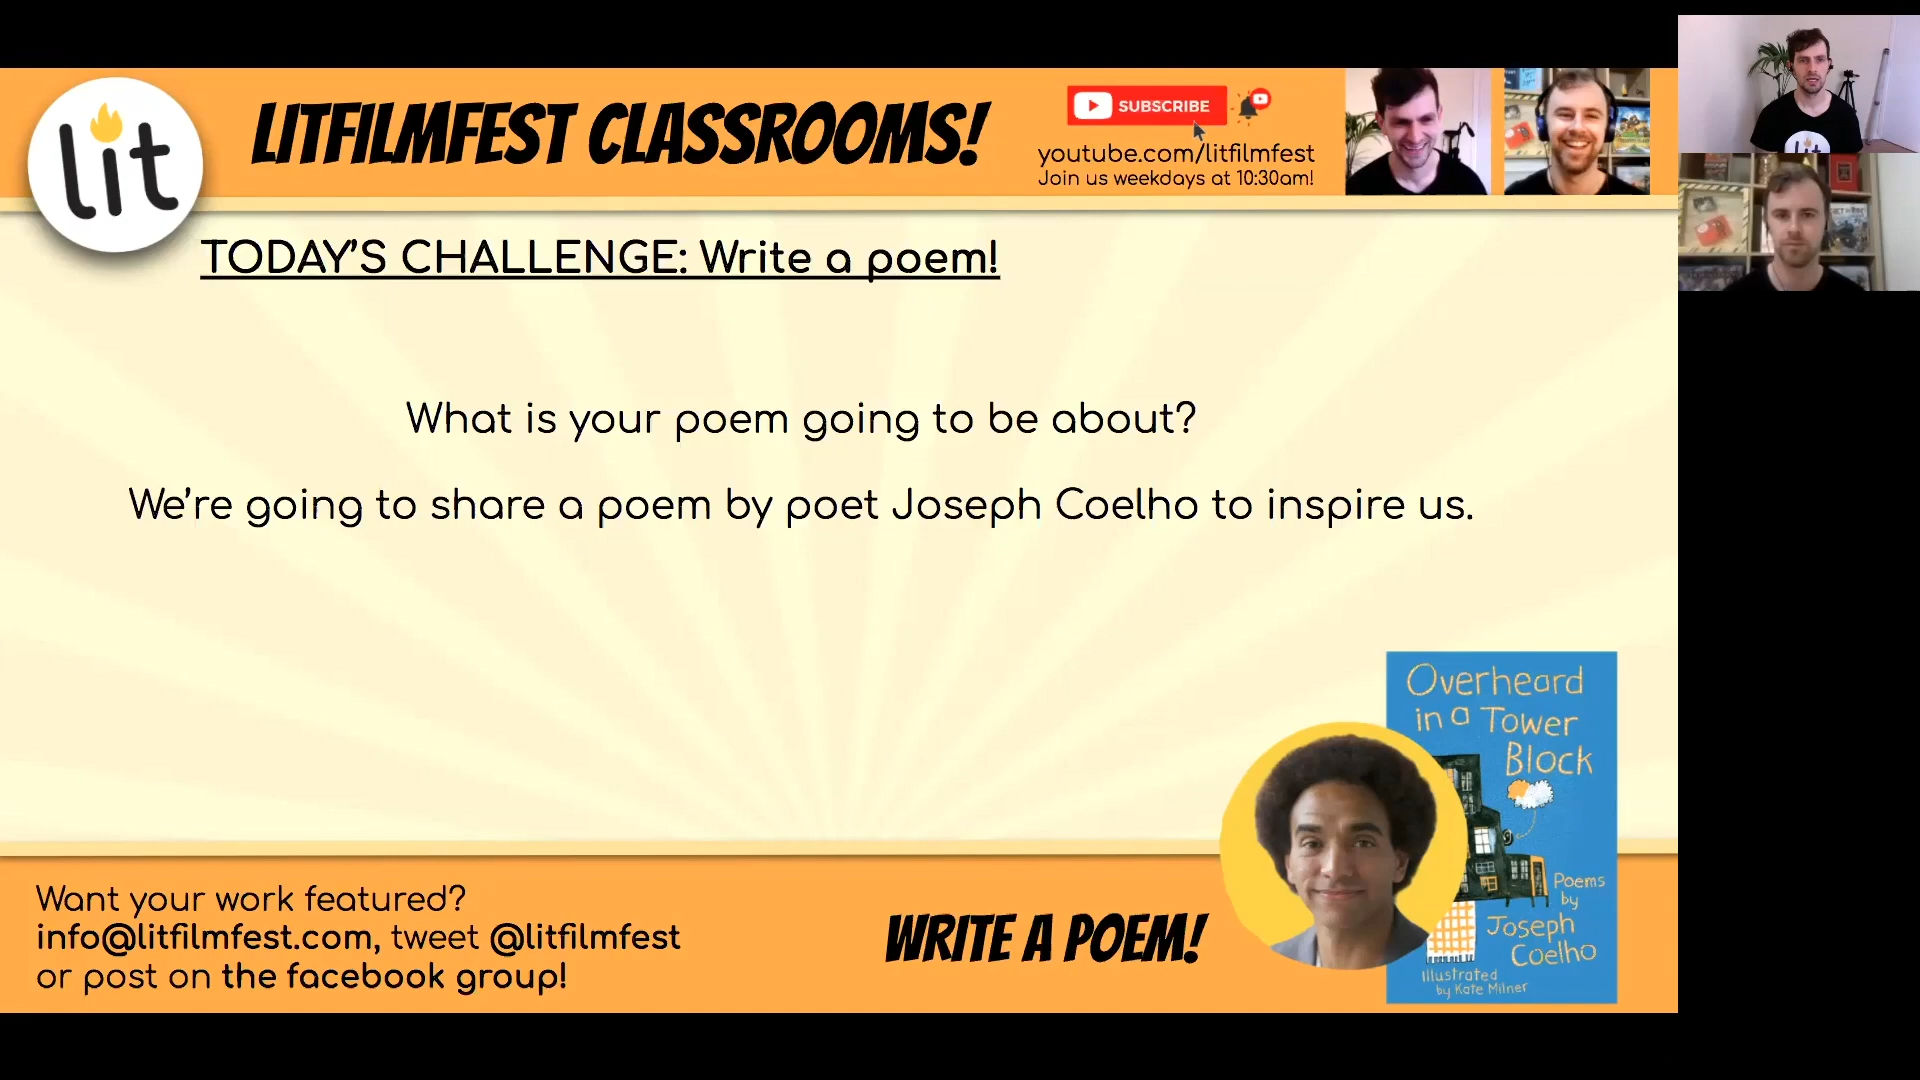 lit
LITFILMFEST CLASSROOMS!
SUBSCRIBE
youtube.com/litfilmfest
Join us weekdays at 10:30am!
TODAY'S CHALLENGE: Write a poem!
What is your poem going to be about?
We're going to share a poem by poet Joseph Coelho to inspire us.
Overheard
in a Tower
Block
Poems
by
Joseph
Coelho
Illustrated
by Kate Milner
Want your work featured?
info@litfilmfest.com, tweet @litfilmfest
or post on the facebook group!
WRITE A POEM!
lit